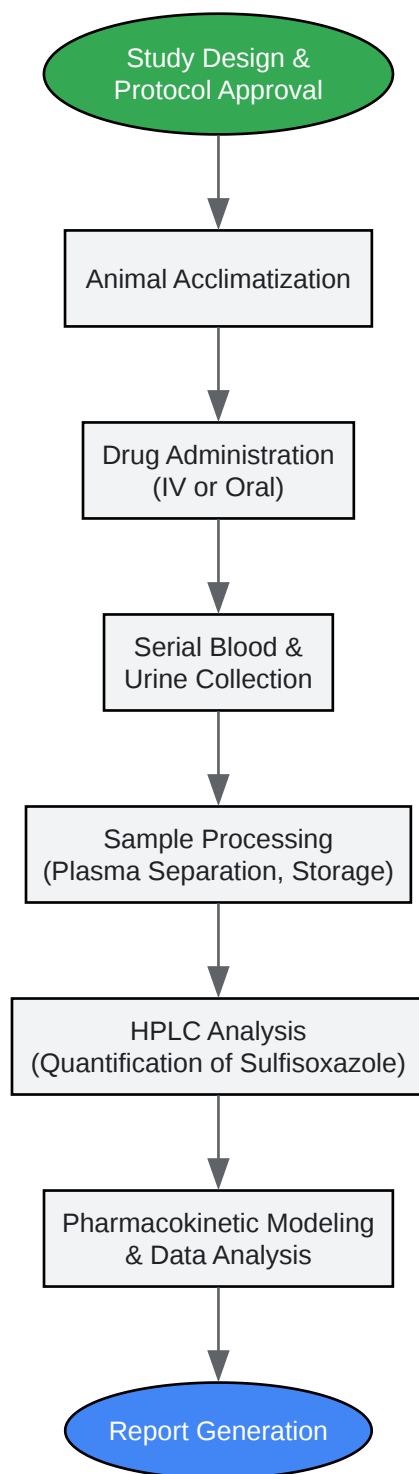 Study Design &
Protocol Approval
Animal Acclimatization
Drug Administration
(IV or Oral)
Serial Blood &
Urine Collection
Sample Processing
(Plasma Separation, Storage)
HPLC Analysis
(Quantification of Sulfisoxazole)
Pharmacokinetic Modeling
& Data Analysis
Report Generation